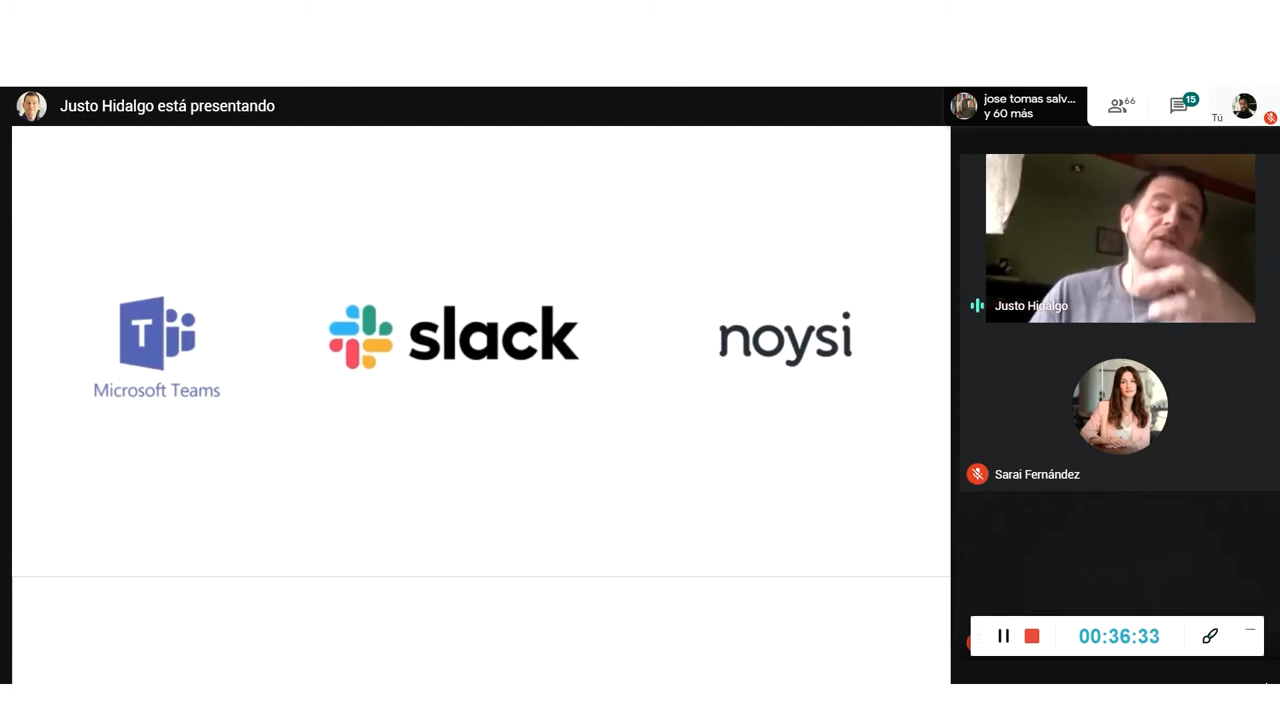 Justo Hidalgo está presentando
jose tomas salv...
y 60 más
66
15
Tú
T
Microsoft Teams
slack
noysi
Justo Hidalgo
Sarai Fernández
00:36:33